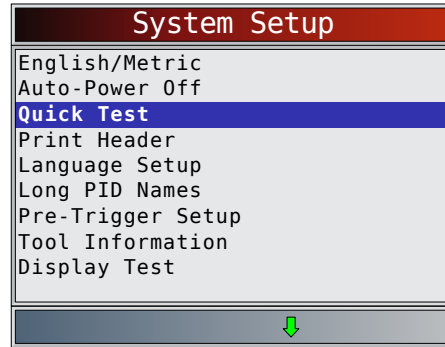 System Setup
English/Metric
Auto-Power Off
Quick Test
Print Header
Language Setup
Long PID Names
Pre-Trigger Setup
Tool Information
Display Test